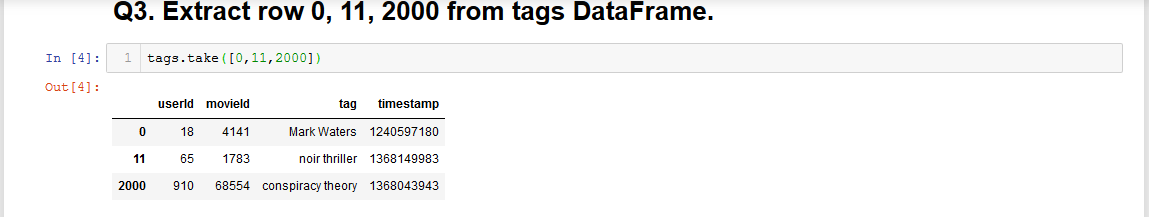 Q3. Extract row 0, 11, 2000 from tags DataFrame.
In [4]: 1 tags.take([0,11,2000])
Out[4]:
userId movieId tag timestamp
0 18 4141 Mark Waters 1240597180
11 65 1783 noir thriller 1368149983
2000 910 68554 conspiracy theory 1368043943